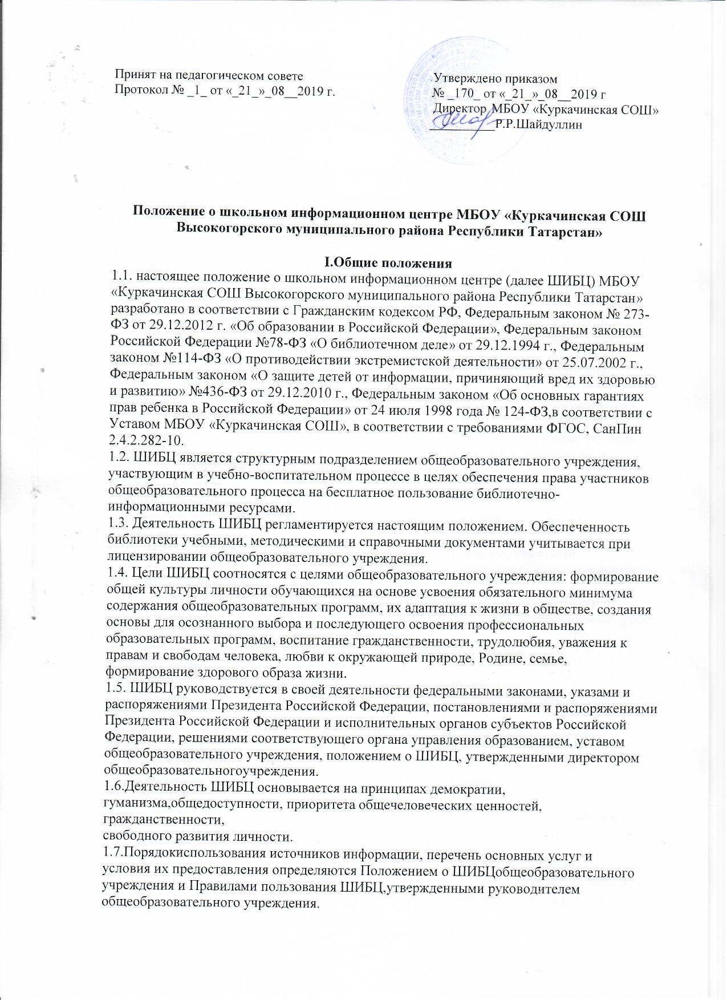 Принят на педагогическом совете
Протокол № _1_ от «_21_»_08__2019 г.
Утверждено приказом
№ _170_ от «_21_»_08__2019 г
Директор МБОУ «Куркачинская СОШ»
__________Р.Р.Шайдуллин
Положение о школьном информационном центре МБОУ «Куркачинская СОШ
Высокогорского муниципального района Республики Татарстан»
I.Общие положения
1.1. настоящее положение о школьном информационном центре (далее ШИБЦ) МБОУ
«Куркачинская СОШ Высокогорского муниципального района Республики Татарстан»
разработано в соответствии с Гражданским кодексом РФ, Федеральным законом № 273-
ФЗ от 29.12.2012 г. «Об образовании в Российской Федерации», Федеральным законом
Российской Федерации №78-ФЗ «О библиотечном деле» от 29.12.1994 г., Федеральным
законом №114-ФЗ «О противодействии экстремистской деятельности» от 25.07.2002 г.,
Федеральным законом «О защите детей от информации, причиняющий вред их здоровью
и развитию» №436-ФЗ от 29.12.2010 г., Федеральным законом «Об основных гарантиях
прав ребенка в Российской Федерации» от 24 июля 1998 года № 124-ФЗ,в соответствии с
Уставом МБОУ «Куркачинская СОШ», в соответствии с требованиями ФГОС, СанПин
2.4.2.282-10.
1.2. ШИБЦ является структурным подразделением общеобразовательного учреждения,
участвующим в учебно-воспитательном процессе в целях обеспечения права участников
общеобразовательного процесса на бесплатное пользование библиотечно-
информационными ресурсами.
1.3. Деятельность ШИБЦ регламентируется настоящим положением. Обеспеченность
библиотеки учебными, методическими и справочными документами учитывается при
лицензировании общеобразовательного учреждения.
1.4. Цели ШИБЦ соотносятся с целями общеобразовательного учреждения: формирование
общей культуры личности обучающихся на основе усвоения обязательного минимума
содержания общеобразовательных программ, их адаптация к жизни в обществе, создания
основы для осознанного выбора и последующего освоения профессиональных
образовательных программ, воспитание гражданственности, трудолюбия, уважения к
правам и свободам человека, любви к окружающей природе, Родине, семье,
формирование здорового образа жизни.
1.5. ШИБЦ руководствуется в своей деятельности федеральными законами, указами и
распоряжениями Президента Российской Федерации, постановлениями и распоряжениями
Президента Российской Федерации и исполнительных органов субъектов Российской
Федерации, решениями соответствующего органа управления образованием, уставом
общеобразовательного учреждения, положением о ШИБЦ, утвержденными директором
общеобразовательногоучреждения.
1.6.Деятельность ШИБЦ основывается на принципах демократии,
гуманизма,общедоступности, приоритета общечеловеческих ценностей,
гражданственности,
свободного развития личности.
1.7.Порядокиспользования источников информации, перечень основных услуг и
условия их предоставления определяются Положением о ШИБЦобщеобразовательного
учреждения и Правилами пользования ШИБЦ,утвержденными руководителем
общеобразовательного учреждения.